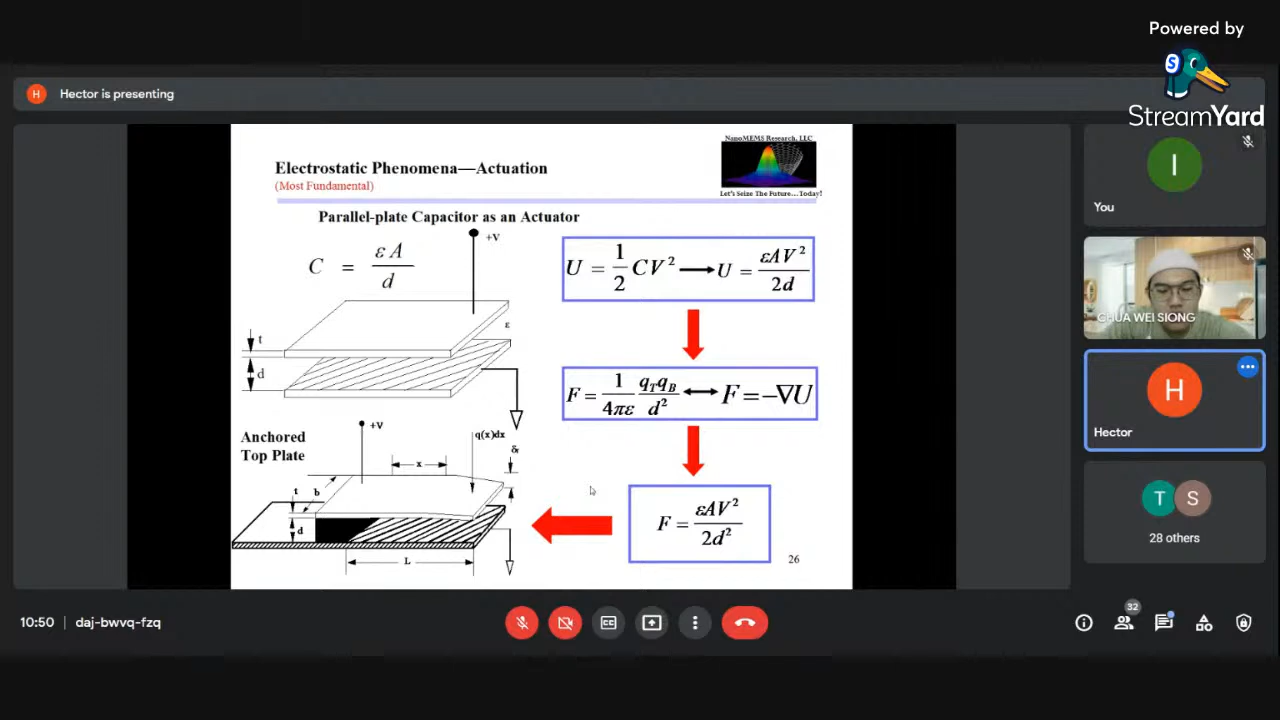 Powered by
StreamYard
H Hector is presenting
NanoMEMS Research, LLC
Let's Seize The Future…Today!
Electrostatic Phenomena—Actuation
(Most Fundamental)
Parallel-plate Capacitor as an Actuator
C = εA/d
+V
ε
t
d
U = 1/2 CV² → U = εAV²/2d
F = 1/4πε qTqB/d² ↔ F = −∇U
F = εAV²/2d²
Anchored
Top Plate
+V
q(x)dx
x
t
b
d
L
26
I
You
CHUA WEI SIONG
H
Hector
T S
28 others
10:50 | daj-bwvq-fzq
32